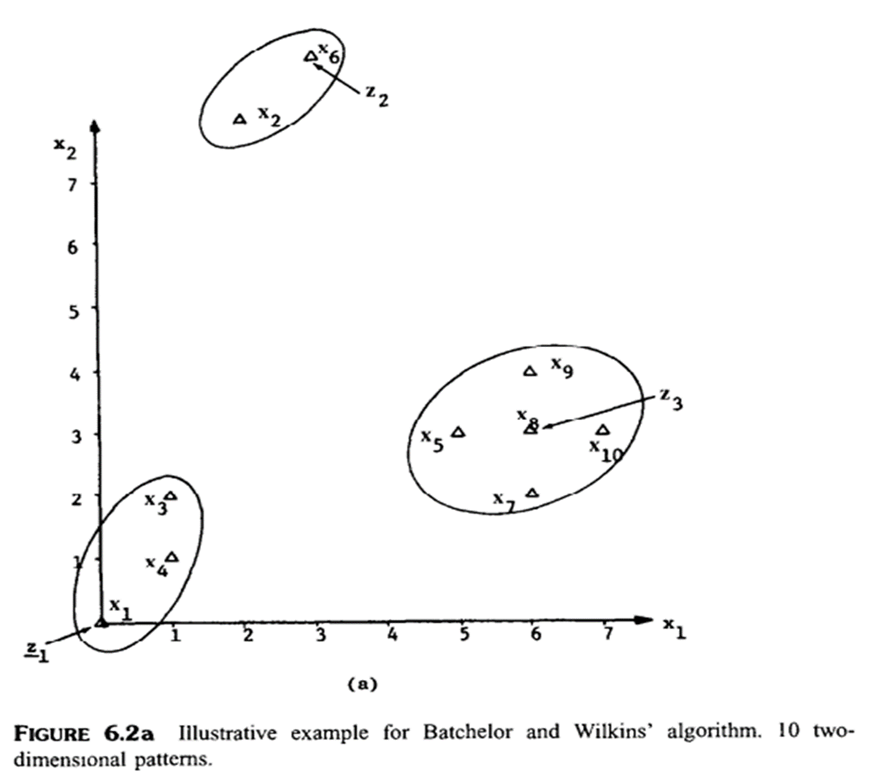 x6
z2
x2
x2
7
6
5
4
x9
z3
x8
3
x5
x10
2
x3
x7
1
x4
x1
z1
1 2 3 4 5 6 7 x1
(a)
FIGURE 6.2a Illustrative example for Batchelor and Wilkins' algorithm. 10 two-
dimensional patterns.